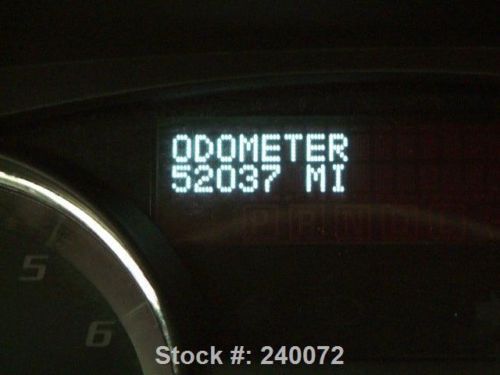 ODOMETER
52037 MI
P R N D L
5
6
Stock #: 240072